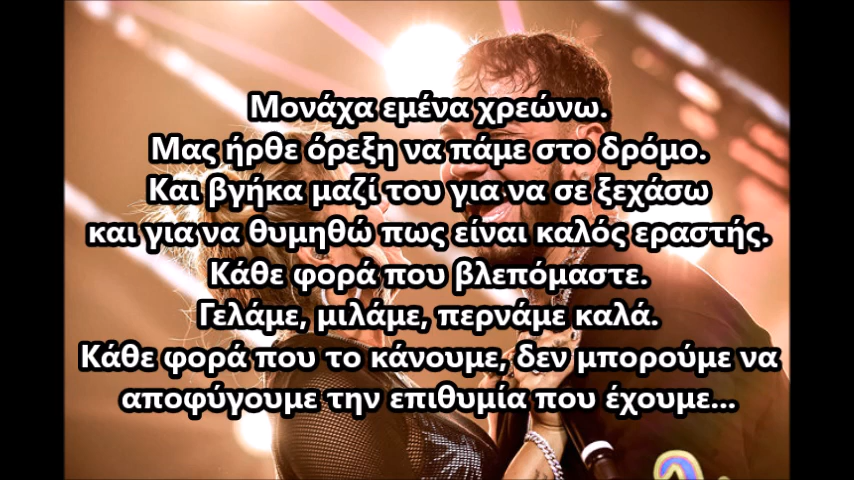 Μονάχα εμένα χρεώνω.
Μας ήρθε όρεξη να πάμε στο δρόμο.
Και βγήκα μαζί του για να σε ξεχάσω
και για να θυμηθώ πως είναι καλός εραστής.
Κάθε φορά που βλεπόμαστε.
Γελάμε, μιλάμε, περνάμε καλά.
Κάθε φορά που το κάνουμε, δεν μπορούμε να
αποφύγουμε την επιθυμία που έχουμε...